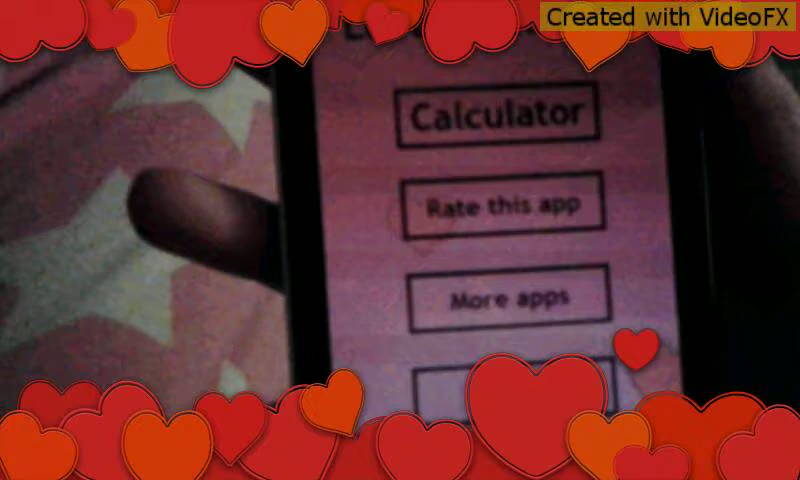 Created with VideoFX
Calculator
Rate this app
More apps